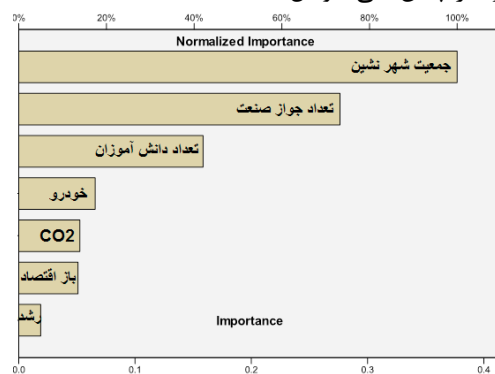 0% 20% 40% 60% 80% 100%
Normalized Importance
جمعیت شهر نشین
تعداد جواز صنعت
تعداد دانش آموزان
خودرو
CO2
باز اقتصاد
رشد
Importance
0.0 0.1 0.2 0.3 0.4